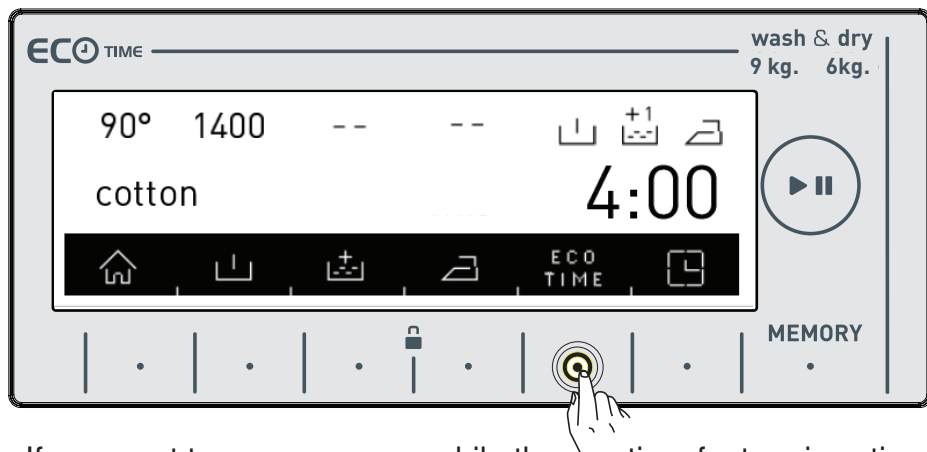 ECO TIME
wash & dry
9 kg. 6kg.
90° 1400 -- -- +1
cotton 4:00
ECO
TIME
MEMORY